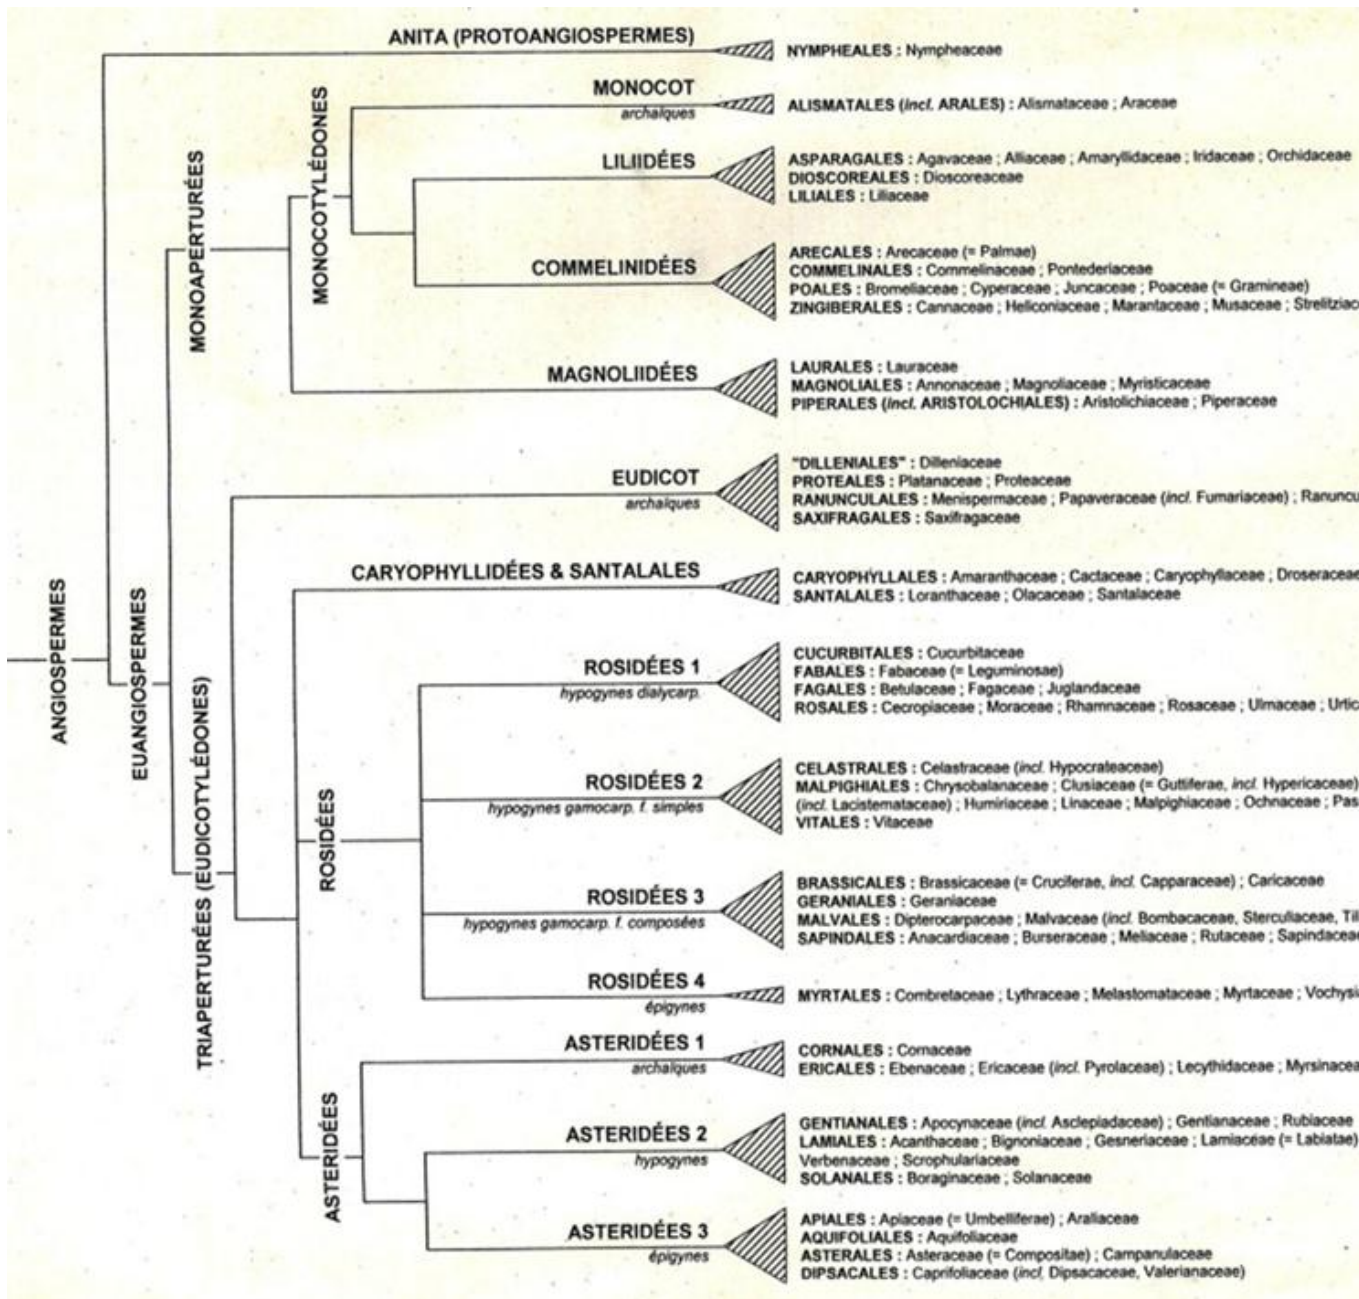 ANITA (PROTOANGIOSPERMES)
NYMPHEALES : Nympheaceae
MONOCOT
archaïques
ALISMATALES (incl. ARALES) : Alismataceae ; Araceae
LILIIDÉES
ASPARAGALES : Agavaceae ; Alliaceae ; Amaryllidaceae ; Iridaceae ; Orchidaceae
DIOSCOREALES : Dioscoreaceae
LILIALES : Liliaceae
MONOCOTYLÉDONES
MONOAPERTURÉES
COMMELINIDÉES
ARECALES : Arecaceae (= Palmae)
COMMELINALES : Commelinaceae ; Pontederiaceae
POALES : Bromeliaceae ; Cyperaceae ; Juncaceae ; Poaceae (= Gramineae)
ZINGIBERALES : Cannaceae ; Heliconiaceae ; Marantaceae ; Musaceae ; Strelitziac
MAGNOLIIDÉES
LAURALES : Lauraceae
MAGNOLIALES : Annonaceae ; Magnoliaceae ; Myristicaceae
PIPERALES (incl. ARISTOLOCHIALES) : Aristolichiaceae ; Piperaceae
EUDICOT
archaïques
"DILLENIALES" : Dilleniaceae
PROTEALES : Platanaceae ; Proteaceae
RANUNCULALES : Menispermaceae ; Papaveraceae (incl. Fumariaceae) ; Ranuncu
SAXIFRAGALES : Saxifragaceae
CARYOPHYLLIDÉES & SANTALALES
CARYOPHYLLALES : Amaranthaceae ; Cactaceae ; Caryophyllaceae ; Droseraceae
SANTALALES : Loranthaceae ; Olacaceae ; Santalaceae
ANGIOSPERMES
EUANGIOSPERMES
TRIAPERTURÉES (EUDICOTYLÉDONES)
ROSIDÉES 1
hypogynes dialycarp.
CUCURBITALES : Cucurbitaceae
FABALES : Fabaceae (= Leguminosae)
FAGALES : Betulaceae ; Fagaceae ; Juglandaceae
ROSALES : Cecropiaceae ; Moraceae ; Rhamnaceae ; Rosaceae ; Ulmaceae ; Urtic
ROSIDÉES
ROSIDÉES 2
hypogynes gamocarp. f. simples
CELASTRALES : Celastraceae (incl. Hypocrateaceae)
MALPIGHIALES : Chrysobalanaceae ; Clusiaceae (= Guttiferae, incl. Hypericaceae)
(incl. Lacistemataceae) ; Humiriaceae ; Linaceae ; Malpighiaceae ; Ochnaceae ; Pas
VITALES : Vitaceae
ROSIDÉES 3
hypogynes gamocarp. f. composées
BRASSICALES : Brassicaceae (= Cruciferae, incl. Capparaceae) ; Caricaceae
GERANIALES : Geraniaceae
MALVALES : Dipterocarpaceae ; Malvaceae (incl. Bombacaceae, Sterculiaceae, Til
SAPINDALES : Anacardiaceae ; Burseraceae ; Meliaceae ; Rutaceae ; Sapindaceae
ROSIDÉES 4
épigynes
MYRTALES : Combretaceae ; Lythraceae ; Melastomataceae ; Myrtaceae ; Vochysi
ASTERIDÉES 1
archaïques
CORNALES : Cornaceae
ERICALES : Ebenaceae ; Ericaceae (incl. Pyrolaceae) ; Lecythidaceae ; Myrsinacea
ASTERIDÉES
ASTERIDÉES 2
hypogynes
GENTIANALES : Apocynaceae (incl. Asclepiadaceae) ; Gentianaceae ; Rubiaceae
LAMIALES : Acanthaceae ; Bignoniaceae ; Gesneriaceae ; Lamiaceae (= Labiatae)
Verbenaceae ; Scrophulariaceae
SOLANALES : Boraginaceae ; Solanaceae
ASTERIDÉES 3
épigynes
APIALES : Apiaceae (= Umbelliferae) ; Araliaceae
AQUIFOLIALES : Aquifoliaceae
ASTERALES : Asteraceae (= Compositae) ; Campanulaceae
DIPSACALES : Caprifoliaceae (incl. Dipsacaceae, Valerianaceae)